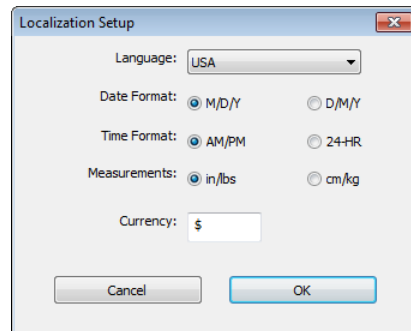 Localization Setup
Language: USA
Date Format: M/D/Y D/M/Y
Time Format: AM/PM 24-HR
Measurements: in/lbs cm/kg
Currency: $
Cancel OK